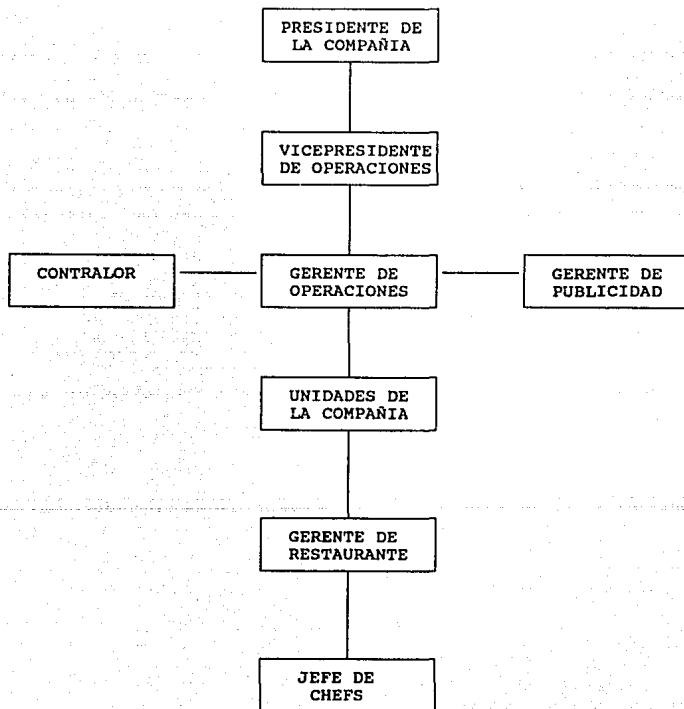 PRESIDENTE DE
LA COMPAÑIA
VICEPRESIDENTE
DE OPERACIONES
CONTRALOR
GERENTE DE
OPERACIONES
GERENTE DE
PUBLICIDAD
UNIDADES DE
LA COMPAÑIA
GERENTE DE
RESTAURANTE
JEFE DE
CHEFS